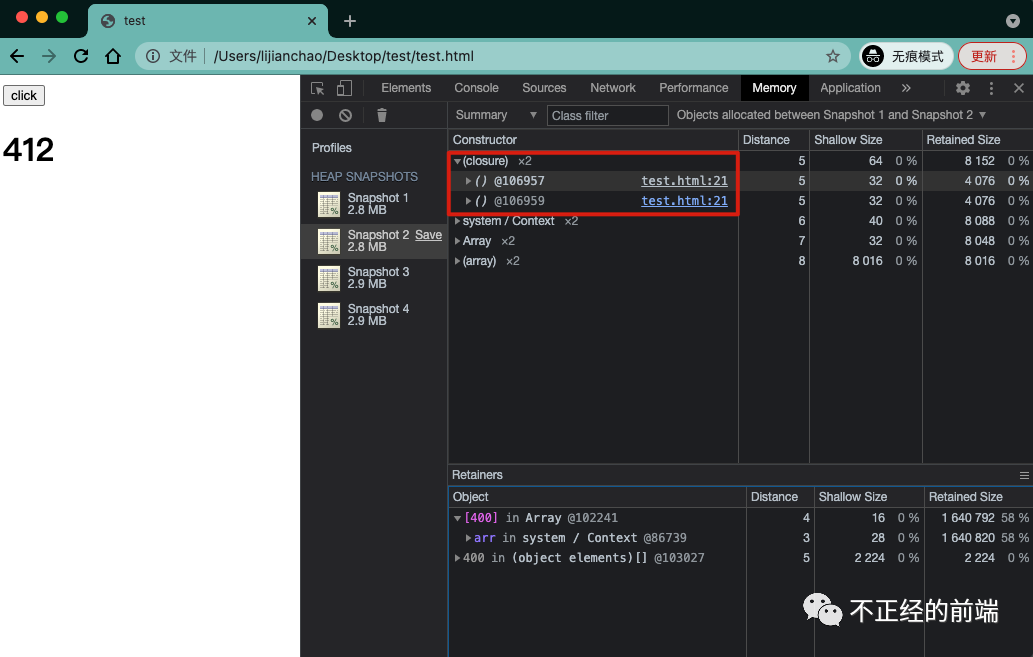 test
文件 /Users/lijianchao/Desktop/test/test.html 无痕模式 更新
click
412
Elements Console Sources Network Performance Memory Application
Summary Class filter Objects allocated between Snapshot 1 and Snapshot 2
Profiles
HEAP SNAPSHOTS
Snapshot 1
2.8 MB
Snapshot 2 Save
2.8 MB
Snapshot 3
2.9 MB
Snapshot 4
2.9 MB
Constructor Distance Shallow Size Retained Size
(closure) ×2 5 64 0 % 8 152 0 %
() @106957 test.html:21 5 32 0 % 4 076 0 %
() @106959 test.html:21 5 32 0 % 4 076 0 %
system / Context ×2 6 40 0 % 8 088 0 %
Array ×2 7 32 0 % 8 048 0 %
(array) ×2 8 8 016 0 % 8 016 0 %
Retainers
Object Distance Shallow Size Retained Size
[400] in Array @102241 4 16 0 % 1 640 792 58 %
arr in system / Context @86739 3 28 0 % 1 640 820 58 %
400 in (object elements)[] @103027 5 2 224 0 % 2 224 0 %
不正经的前端